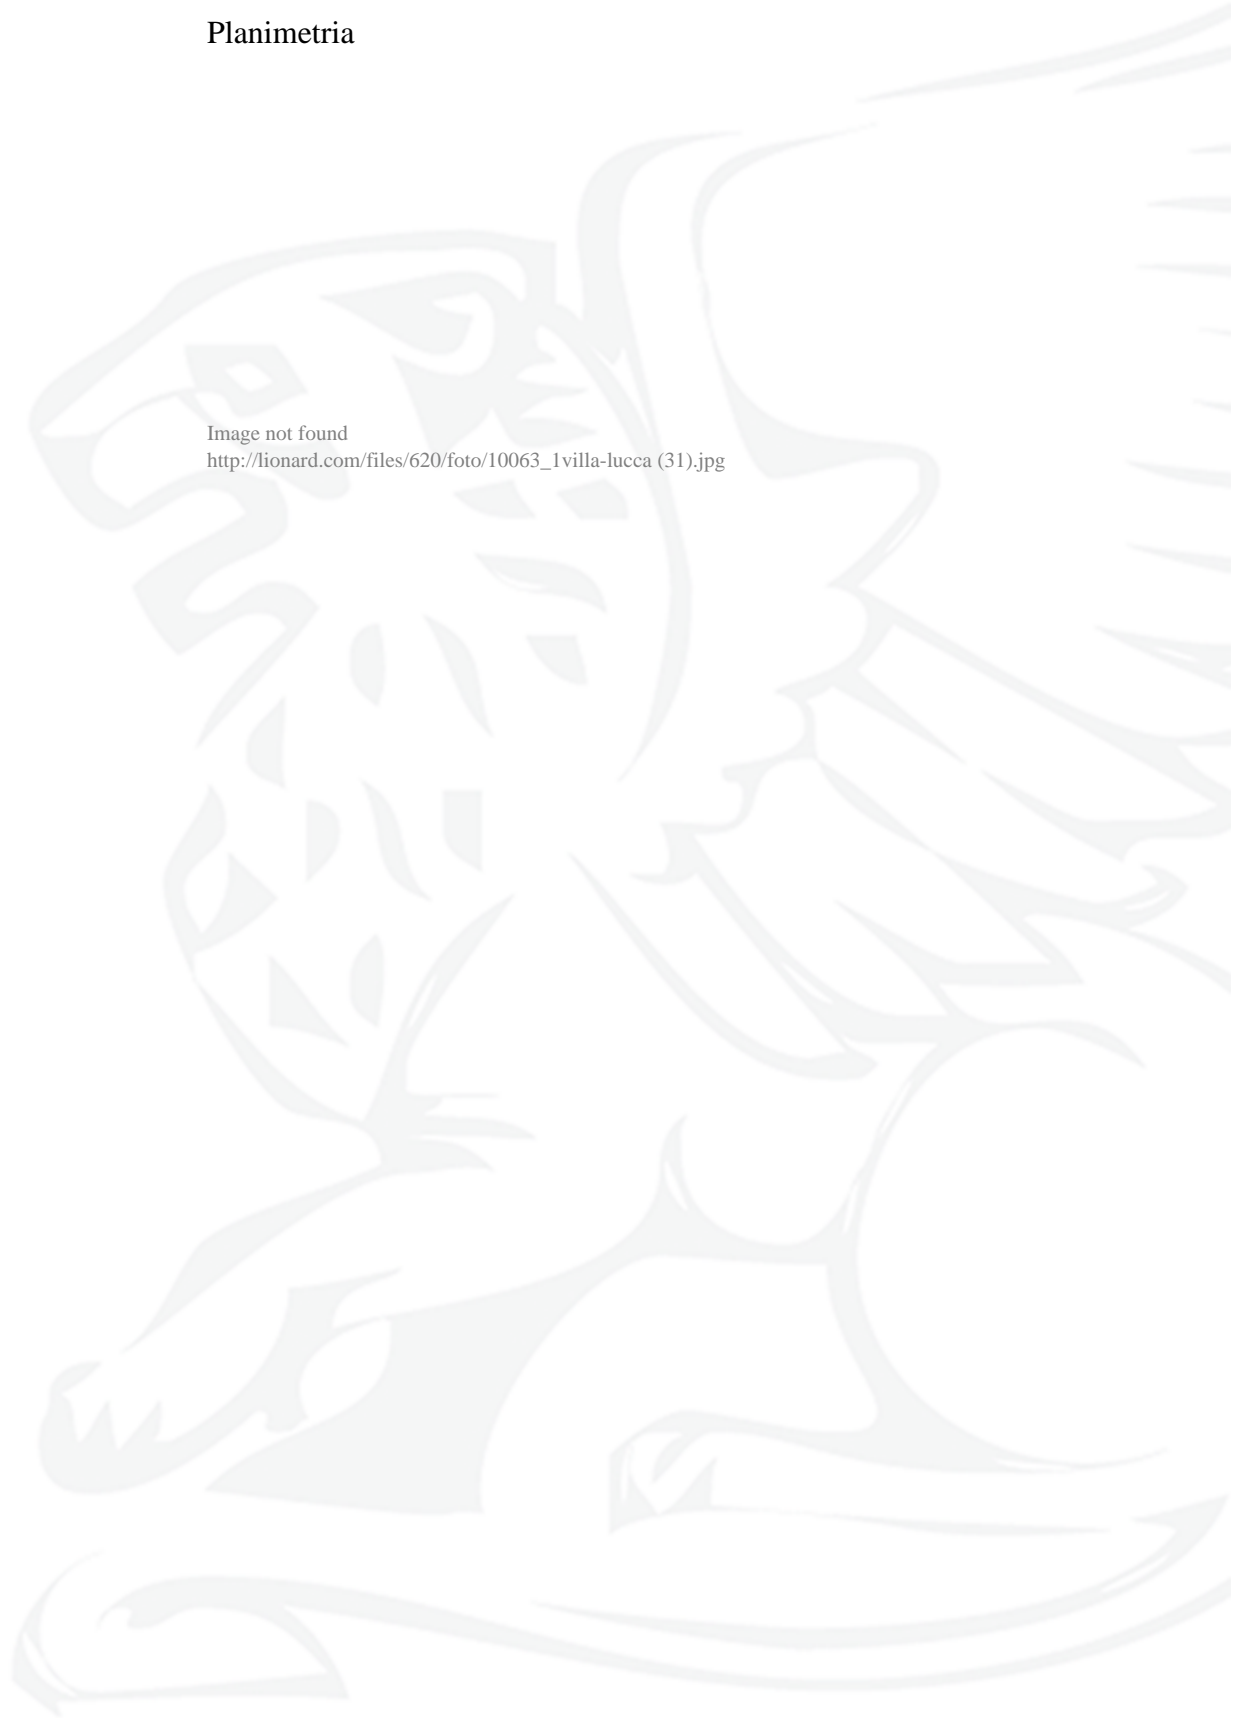 Planimetria
Image not found
http://lionard.com/files/620/foto/10063_1villa-lucca (31).jpg